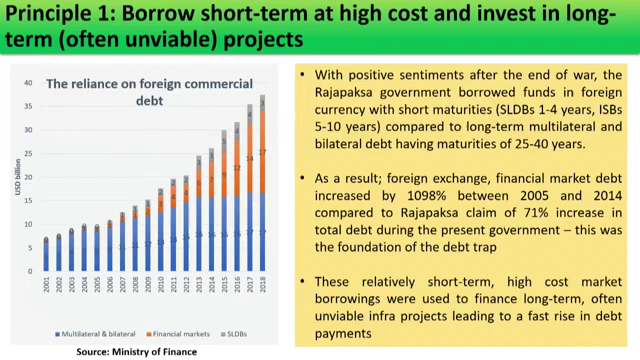 Principle 1: Borrow short-term at high cost and invest in long-
term (often unviable) projects
The reliance on foreign commercial
debt
USD billion
40
35
30
25
20
15
10
5
0
2001
2002
2003
2004
2005
2006
2007
2008
2009
2010
2011
2012
2013
2014
2015
2016
2017
2018
Multilateral & bilateral
Financial markets
SLDBs
Source: Ministry of Finance
• With positive sentiments after the end of war, the
Rajapaksa government borrowed funds in foreign
currency with short maturities (SLDBs 1-4 years, ISBs
5-10 years) compared to long-term multilateral and
bilateral debt having maturities of 25-40 years.
• As a result; foreign exchange, financial market debt
increased by 1098% between 2005 and 2014
compared to Rajapaksa claim of 71% increase in
total debt during the present government – this was
the foundation of the debt trap
• These relatively short-term, high cost market
borrowings were used to finance long-term, often
unviable infra projects leading to a fast rise in debt
payments